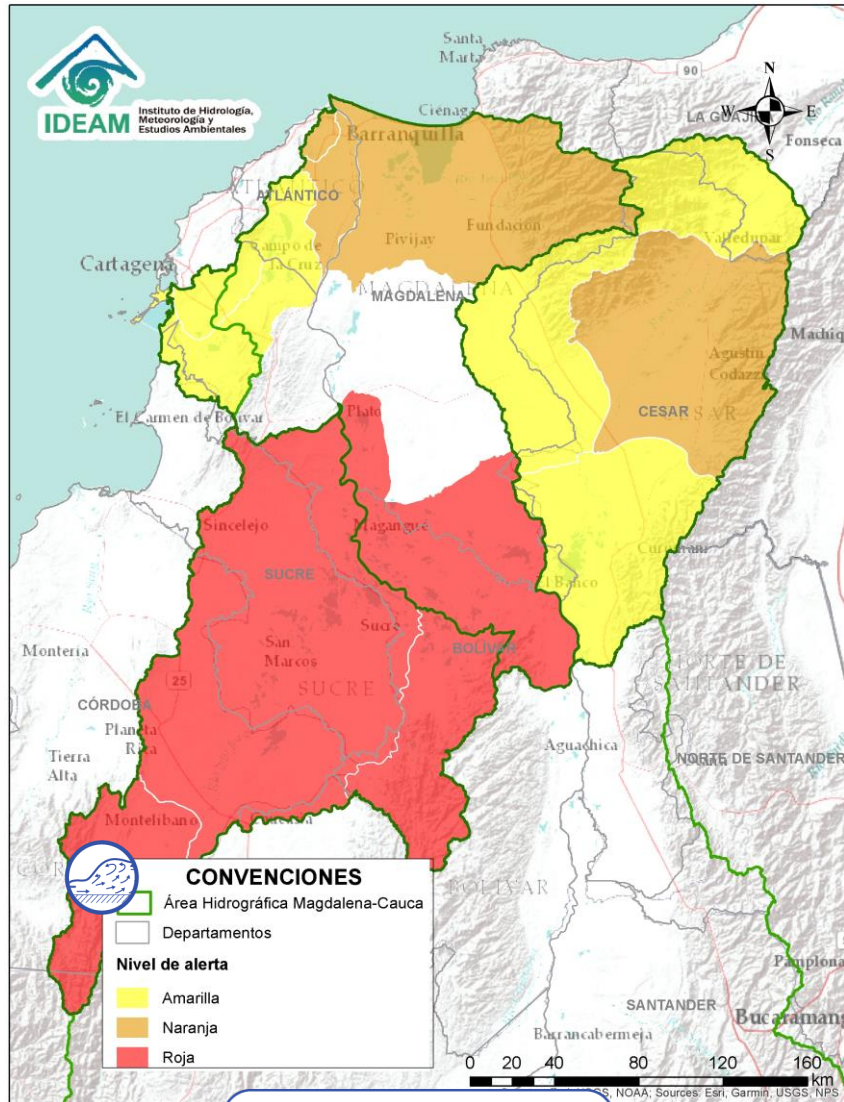 IDEAM
Instituto de Hidrología,
Meteorología y
Estudios Ambientales
Santa
Marta
90
N
W
E
S
Ciénaga
LA GUAJIRA
Fonseca
Barranquilla
ATLÁNTICO
Fundación
Pivijay
Valledupar
Campo de
la Cruz
Cartagena
MAGDALENA
MAGDALENA
Agustín
Codazzi
CESAR
El Carmen de Bolívar
Plato
Sincelejo
Magangué
SUCRE
El Banco
Sucre
San
Marcos
BOLÍVAR
SUCRE
Montería
25
NORTE DE
SANTANDER
CÓRDOBA
Planeta
Rica
Aguachica
Tierra
Alta
NORTE DE SANTANDER
Montelíbano
BOLÍVAR
CONVENCIONES
Área Hidrográfica Magdalena-Cauca
Departamentos
Nivel de alerta
Amarilla
Naranja
Roja
Pamplona
SANTANDER
Barrancabermeja
0 20 40 80 120 160
km
NOAA; Sources: Esri, Garmin, USGS, NPS